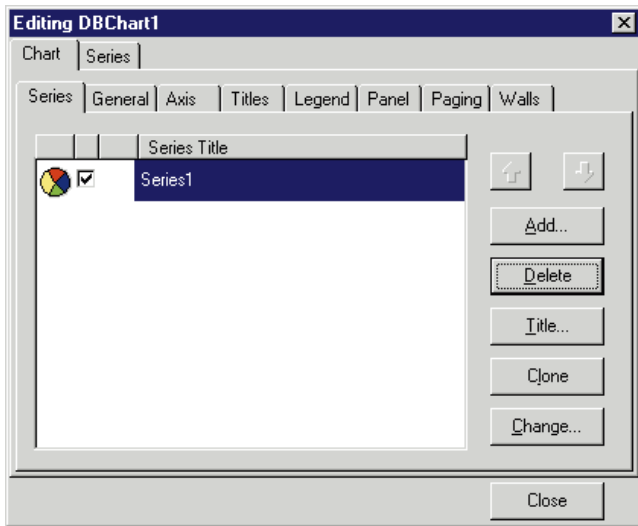 Editing DBChart1
Chart Series
Series General Axis Titles Legend Panel Paging Walls
Series Title
Series1
Add...
Delete
Title...
Clone
Change...
Close